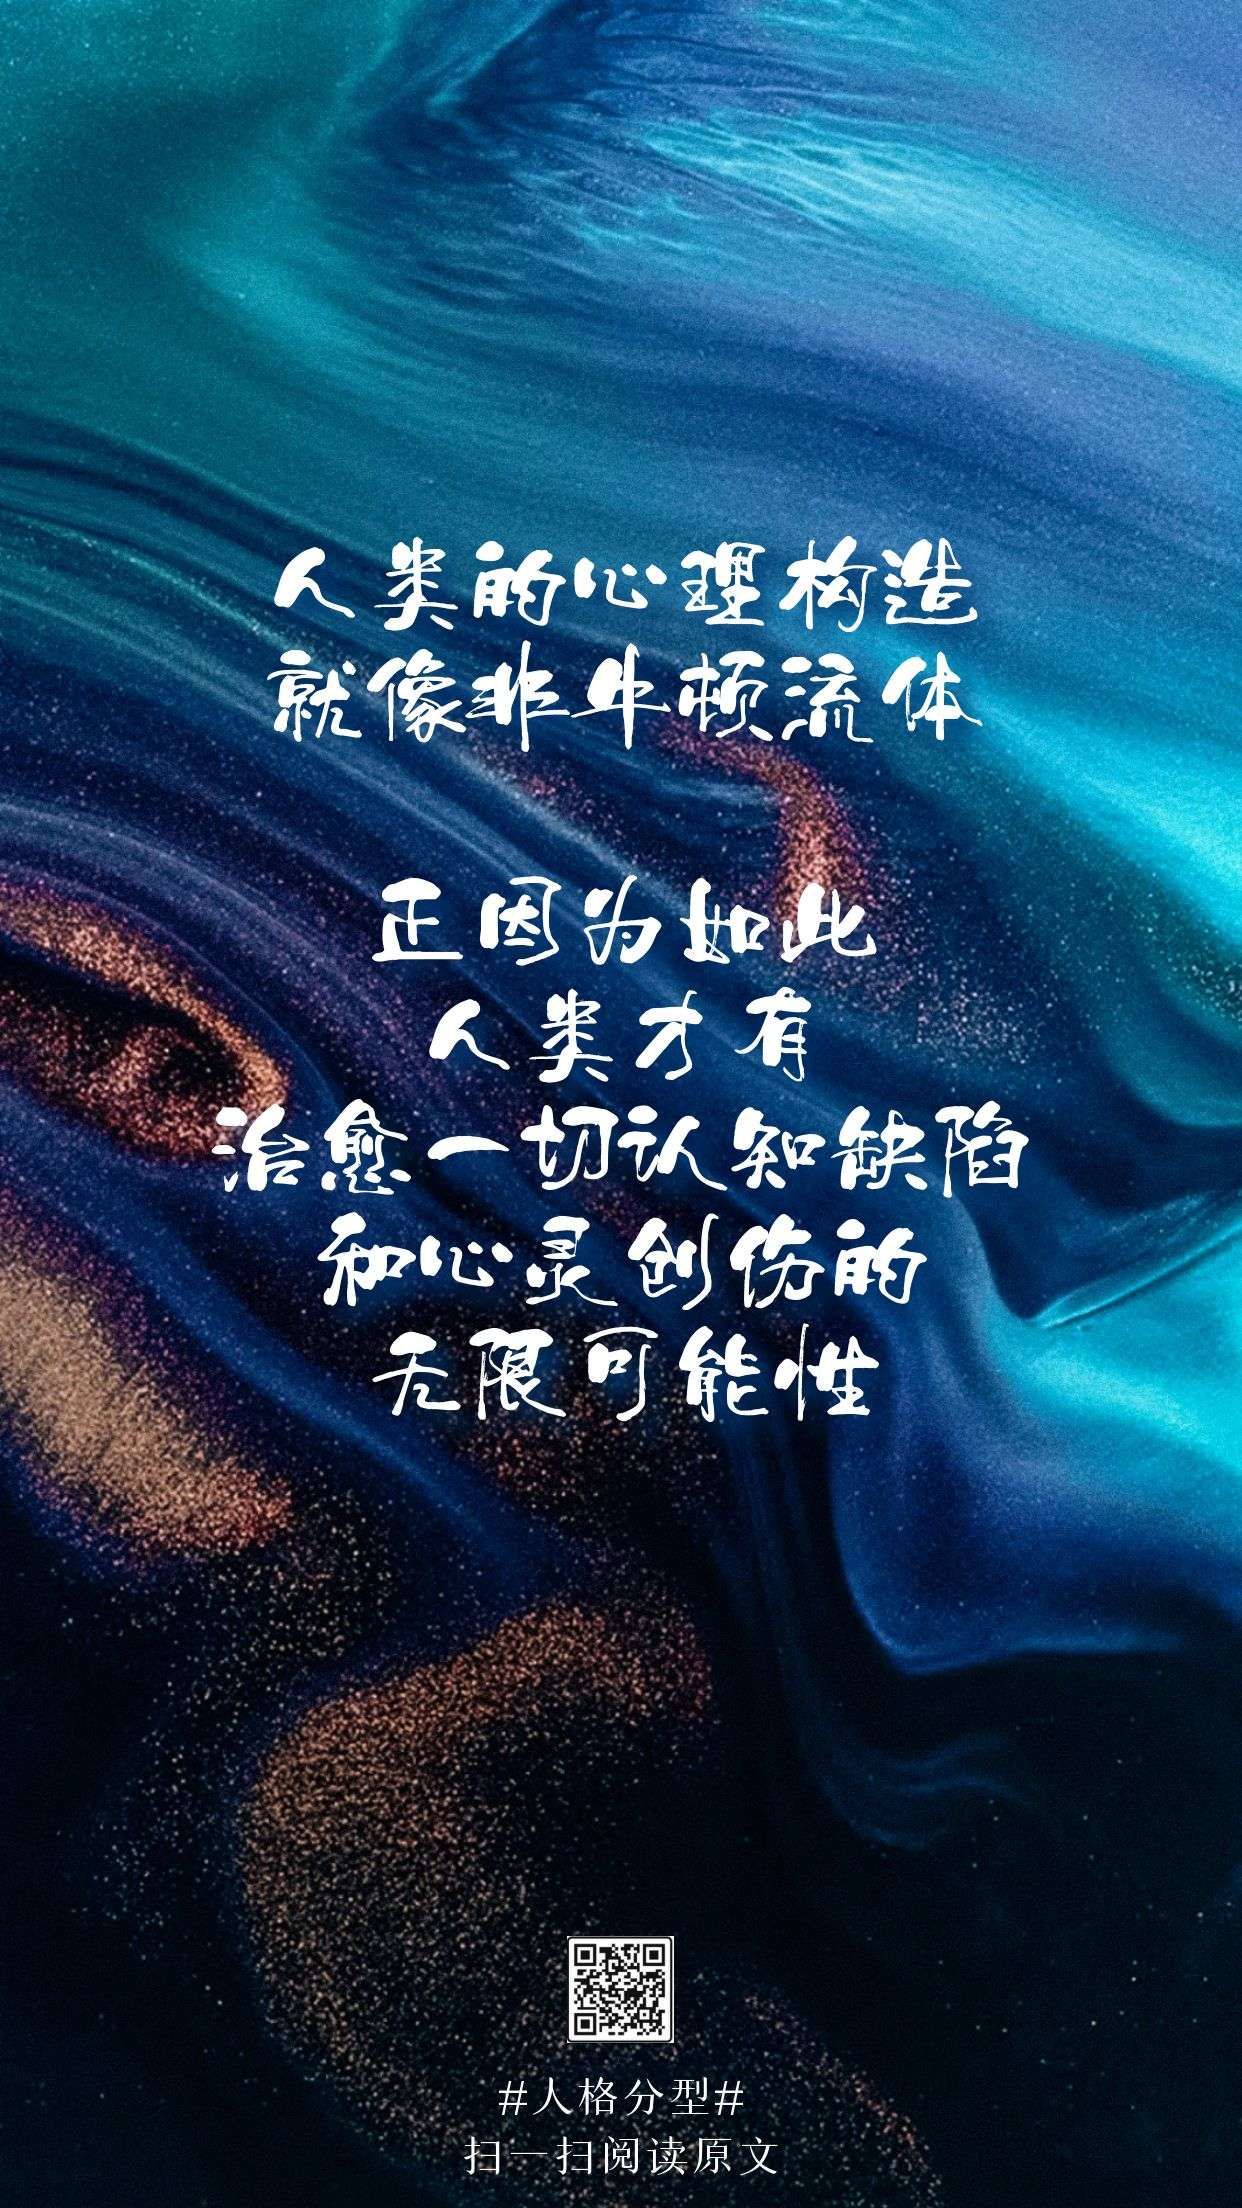 人类的心理构造
就像非牛顿流体
正因为如此
人类才有
治愈一切认知缺陷
和心灵创伤的
无限可能性
#人格分型#
扫一扫阅读原文